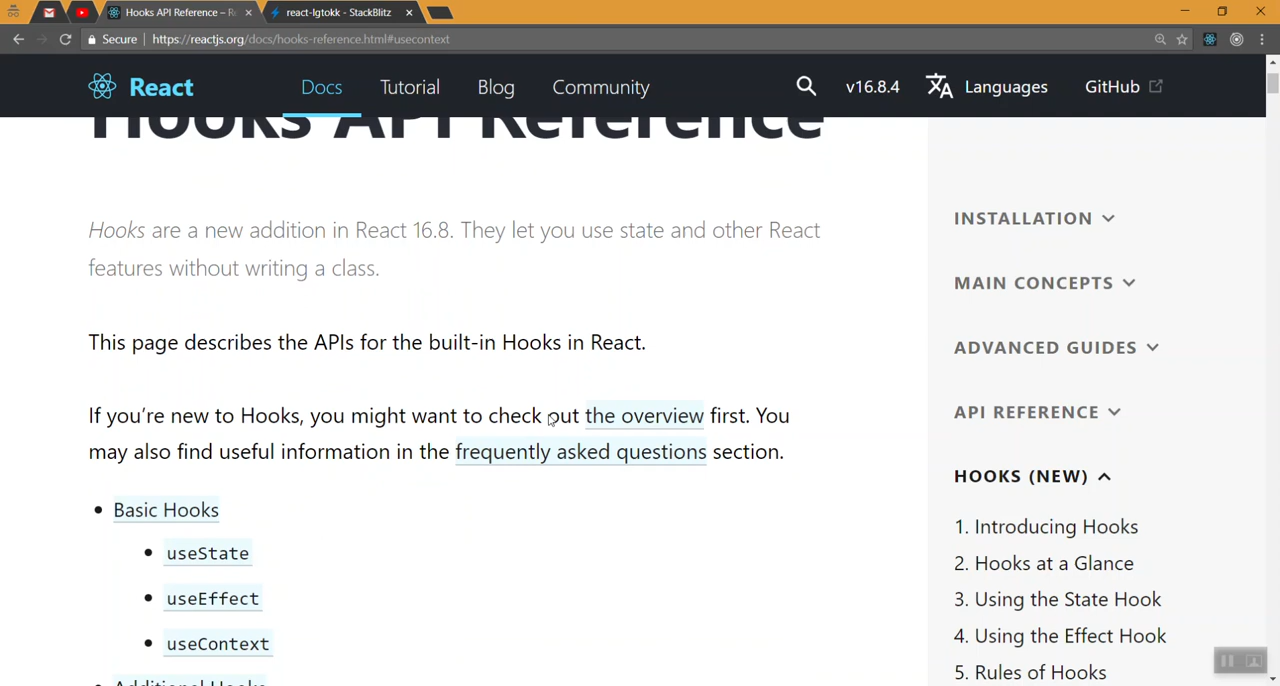 Hooks API Reference – Re
react-lgtokk - StackBlitz
Secure
https://reactjs.org/docs/hooks-reference.html#usecontext
React
Docs
Tutorial
Blog
Community
v16.8.4
Languages
GitHub
Hooks API Reference
Hooks are a new addition in React 16.8. They let you use state and other React
features without writing a class.
This page describes the APIs for the built-in Hooks in React.
If you’re new to Hooks, you might want to check out the overview first. You
may also find useful information in the frequently asked questions section.
Basic Hooks
useState
useEffect
useContext
Additional Hooks
INSTALLATION
MAIN CONCEPTS
ADVANCED GUIDES
API REFERENCE
HOOKS (NEW)
1. Introducing Hooks
2. Hooks at a Glance
3. Using the State Hook
4. Using the Effect Hook
5. Rules of Hooks